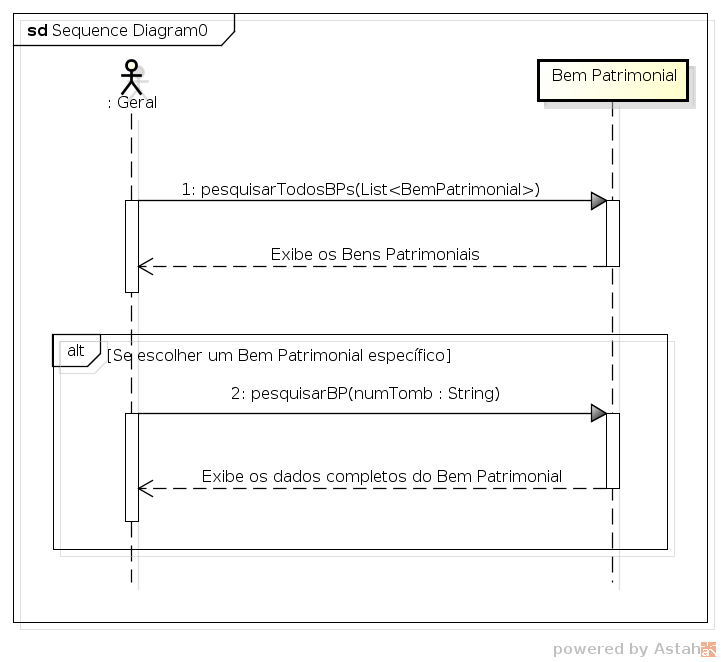 sd Sequence Diagram0
: Geral
Bem Patrimonial
1: pesquisarTodosBPs(List<BemPatrimonial>)
Exibe os Bens Patrimoniais
alt
[Se escolher um Bem Patrimonial específico]
2: pesquisarBP(numTomb : String)
Exibe os dados completos do Bem Patrimonial
powered by Astah